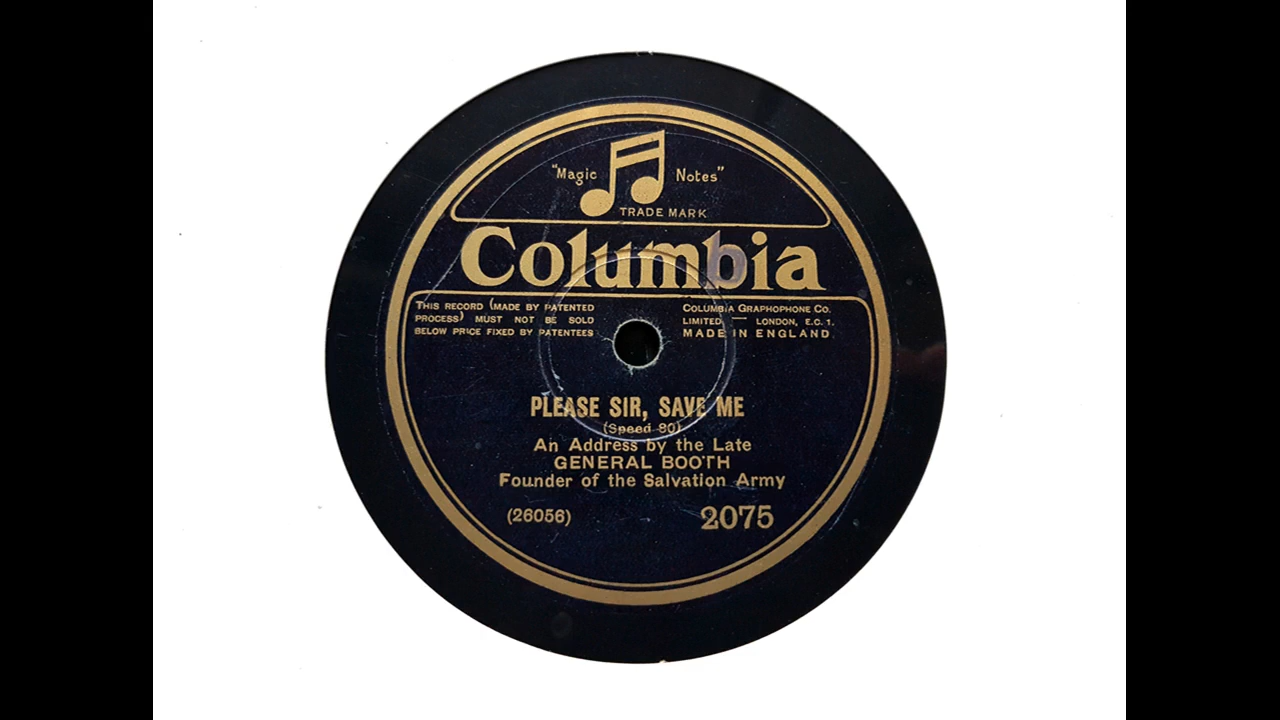 "Magic Notes"
TRADE MARK
Columbia
THIS RECORD (MADE BY PATENTED
PROCESS) MUST NOT BE SOLD
BELOW PRICE FIXED BY PATENTEES
COLUMBIA GRAPHOPHONE CO.
LIMITED — LONDON, E.C. 1.
MADE IN ENGLAND
PLEASE SIR, SAVE ME
(Speed 80)
An Address by the Late
GENERAL BOOTH
Founder of the Salvation Army
(26056) 2075